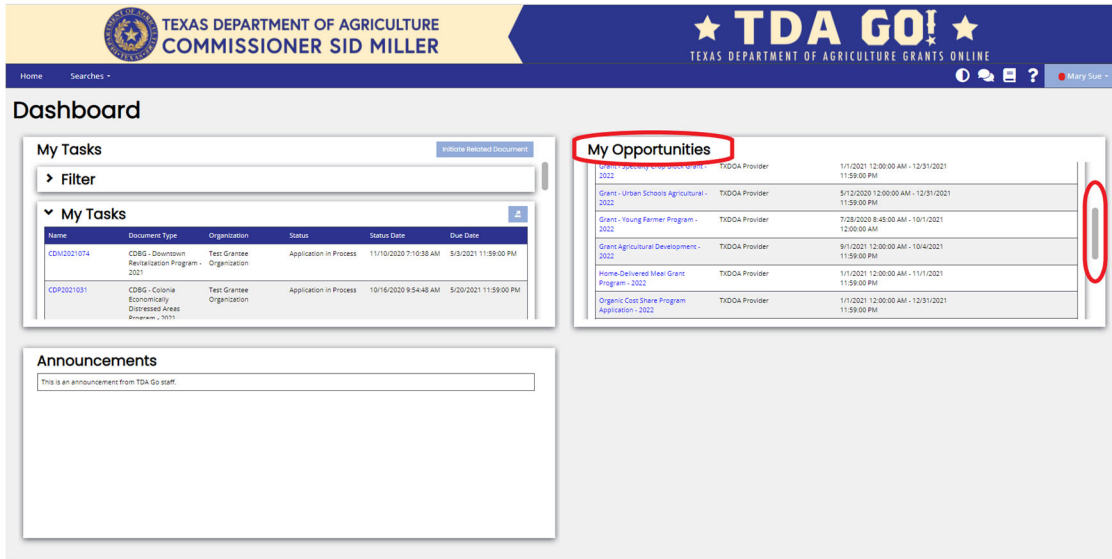 TEXAS DEPARTMENT OF AGRICULTURE
COMMISSIONER SID MILLER
TDA GO!
TEXAS DEPARTMENT OF AGRICULTURE GRANTS ONLINE
Home Searches
? Mary Sue
Dashboard
My Tasks Initiate Related Document
Filter
My Tasks
Name Document Type Organization Status Status Date Due Date
CDM2021074 CDBG - Downtown Test Grantee Application in Process 11/10/2020 7:10:38 AM 5/3/2021 11:59:00 PM
Revitalization Program - Organization
2021
CDP2021031 CDBG - Colonia Test Grantee Application in Process 10/16/2020 9:54:48 AM 5/20/2021 11:59:00 PM
Economically Organization
Distressed Areas
Program - 2021
My Opportunities
Grant - Specialty Crop Block Grant - TXDOA Provider 1/1/2021 12:00:00 AM - 12/31/2021
2022 11:59:00 PM
Grant - Urban Schools Agricultural - TXDOA Provider 5/12/2020 12:00:00 AM - 12/31/2021
2022 11:59:00 PM
Grant - Young Farmer Program - TXDOA Provider 7/28/2020 8:45:00 AM - 10/1/2021
2022 12:00:00 AM
Grant Agricultural Development - TXDOA Provider 9/1/2021 12:00:00 AM - 10/4/2021
2022 11:59:00 PM
Home-Delivered Meal Grant TXDOA Provider 1/1/2021 12:00:00 AM - 11/1/2021
Program - 2022 11:59:00 PM
Organic Cost Share Program TXDOA Provider 1/1/2021 12:00:00 AM - 12/31/2021
Application - 2022 11:59:00 PM
Announcements
This is an announcement from TDA Go staff.